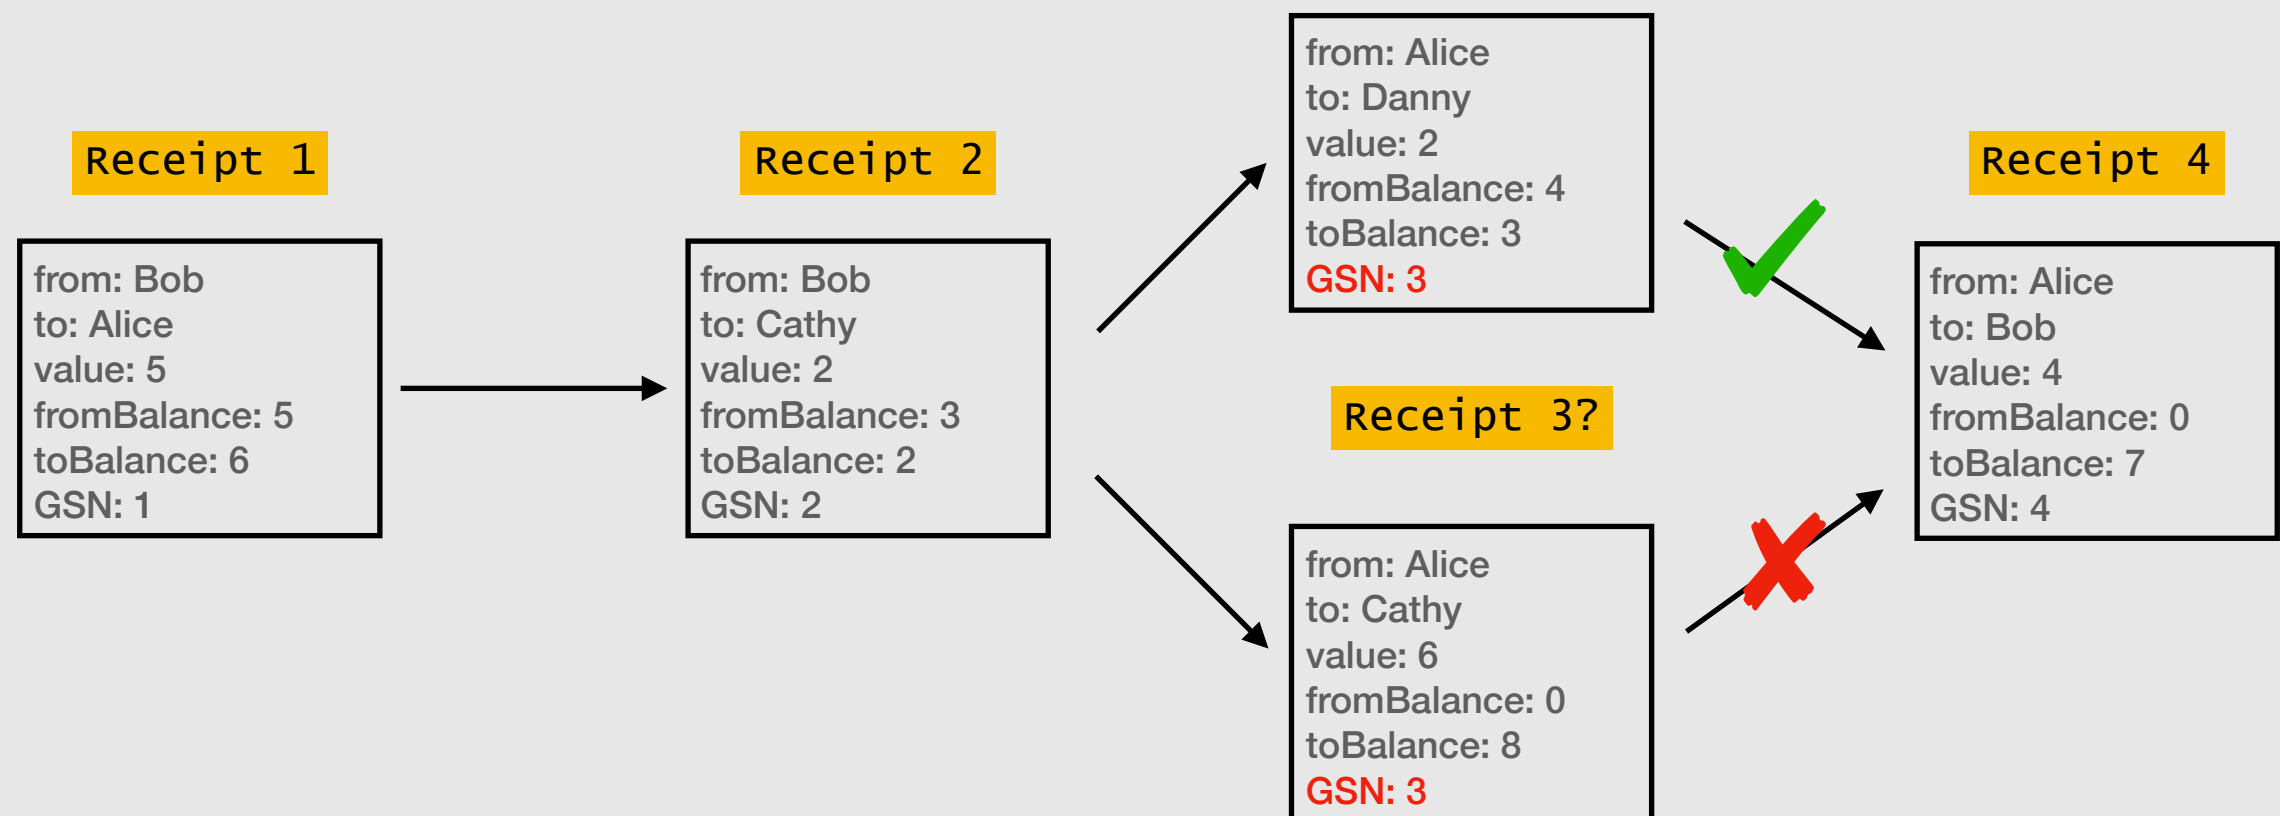 Receipt 1
from: Bob
to: Alice
value: 5
fromBalance: 5
toBalance: 6
GSN: 1
Receipt 2
from: Bob
to: Cathy
value: 2
fromBalance: 3
toBalance: 2
GSN: 2
from: Alice
to: Danny
value: 2
fromBalance: 4
toBalance: 3
GSN: 3
Receipt 3?
from: Alice
to: Cathy
value: 6
fromBalance: 0
toBalance: 8
GSN: 3
Receipt 4
from: Alice
to: Bob
value: 4
fromBalance: 0
toBalance: 7
GSN: 4